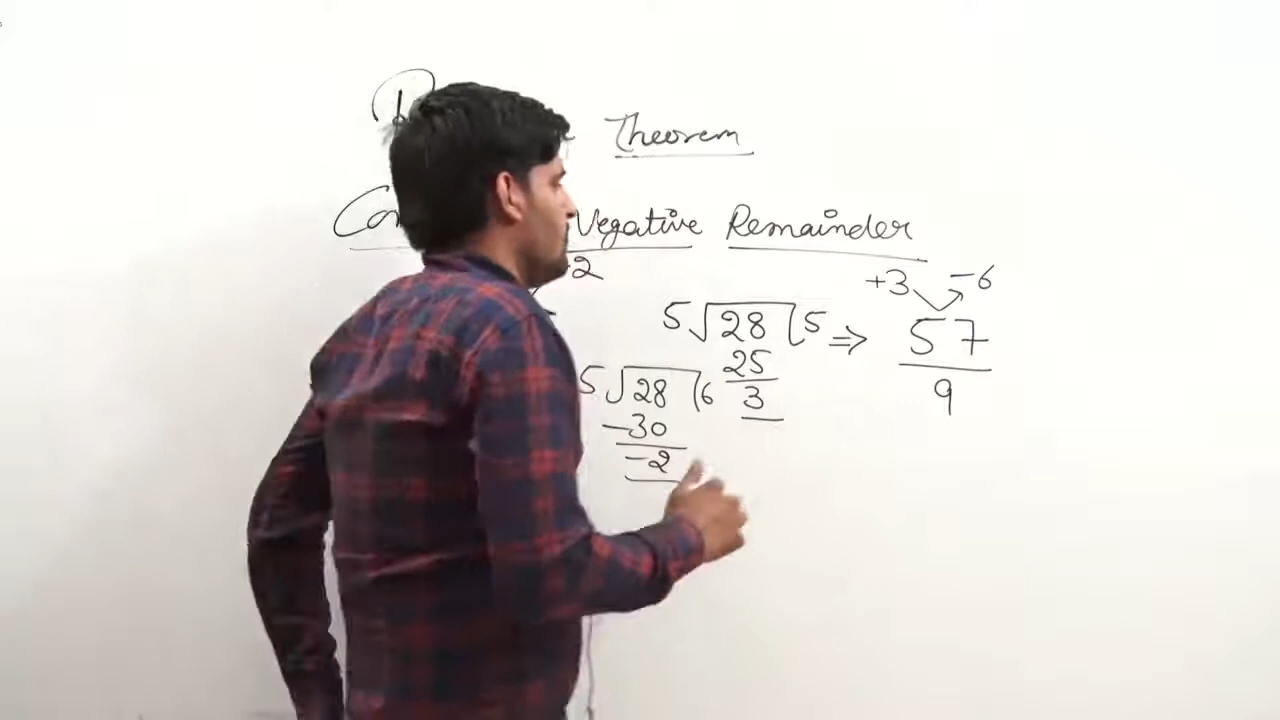 Theorem
Negative Remainder
-2
+3 -6
5√28(5 ⇒ 57/9
25
3
5√28(6
-30
-2